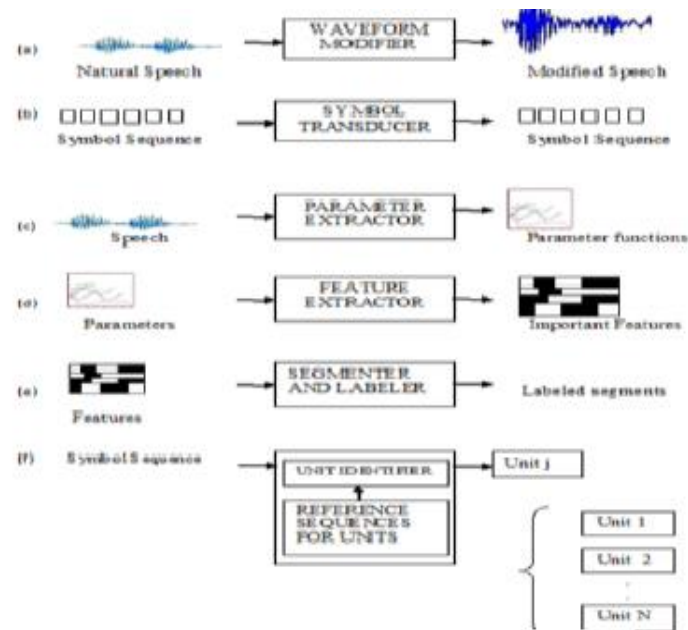 (a)
WAVEFORM
MODIFIER
Natural Speech
Modified Speech
(b)
SYMBOL
TRANSDUCER
Symbol Sequence
Symbol Sequence
(c)
PARAMETER
EXTRACTOR
Speech
Parameter functions
(d)
FEATURE
EXTRACTOR
Parameters
Important Features
(e)
SEGMENTER
AND LABELER
Labeled segments
Features
(f)
Symbol Sequence
UNIT IDENTIFIER
Unit j
REFERENCE
SEQUENCES
FOR UNITS
Unit 1
Unit 2
Unit N